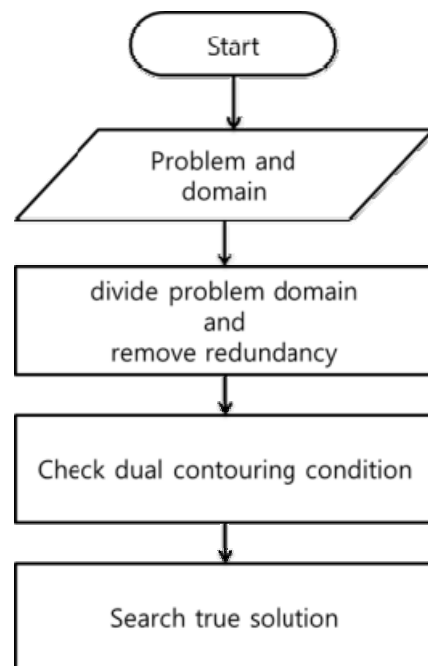 Start
Problem and
domain
divide problem domain
and
remove redundancy
Check dual contouring condition
Search true solution